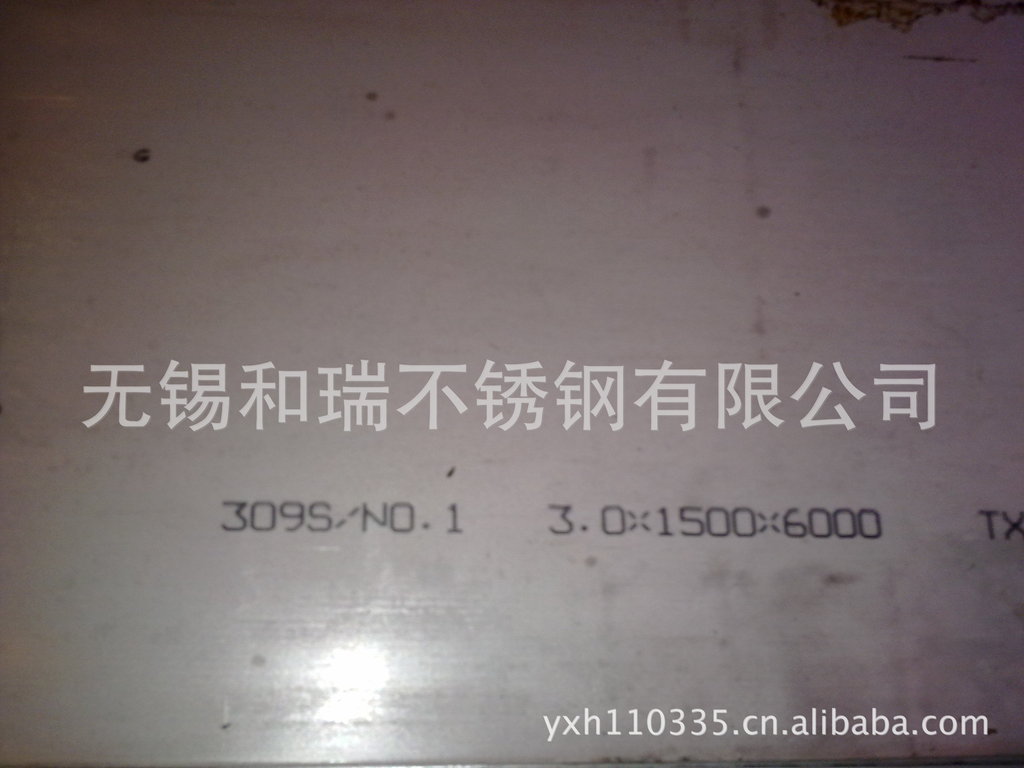 无锡和瑞不锈钢有限公司
309S/NO.1 3.0×1500×6000 TX
yxh110335.cn.alibaba.com